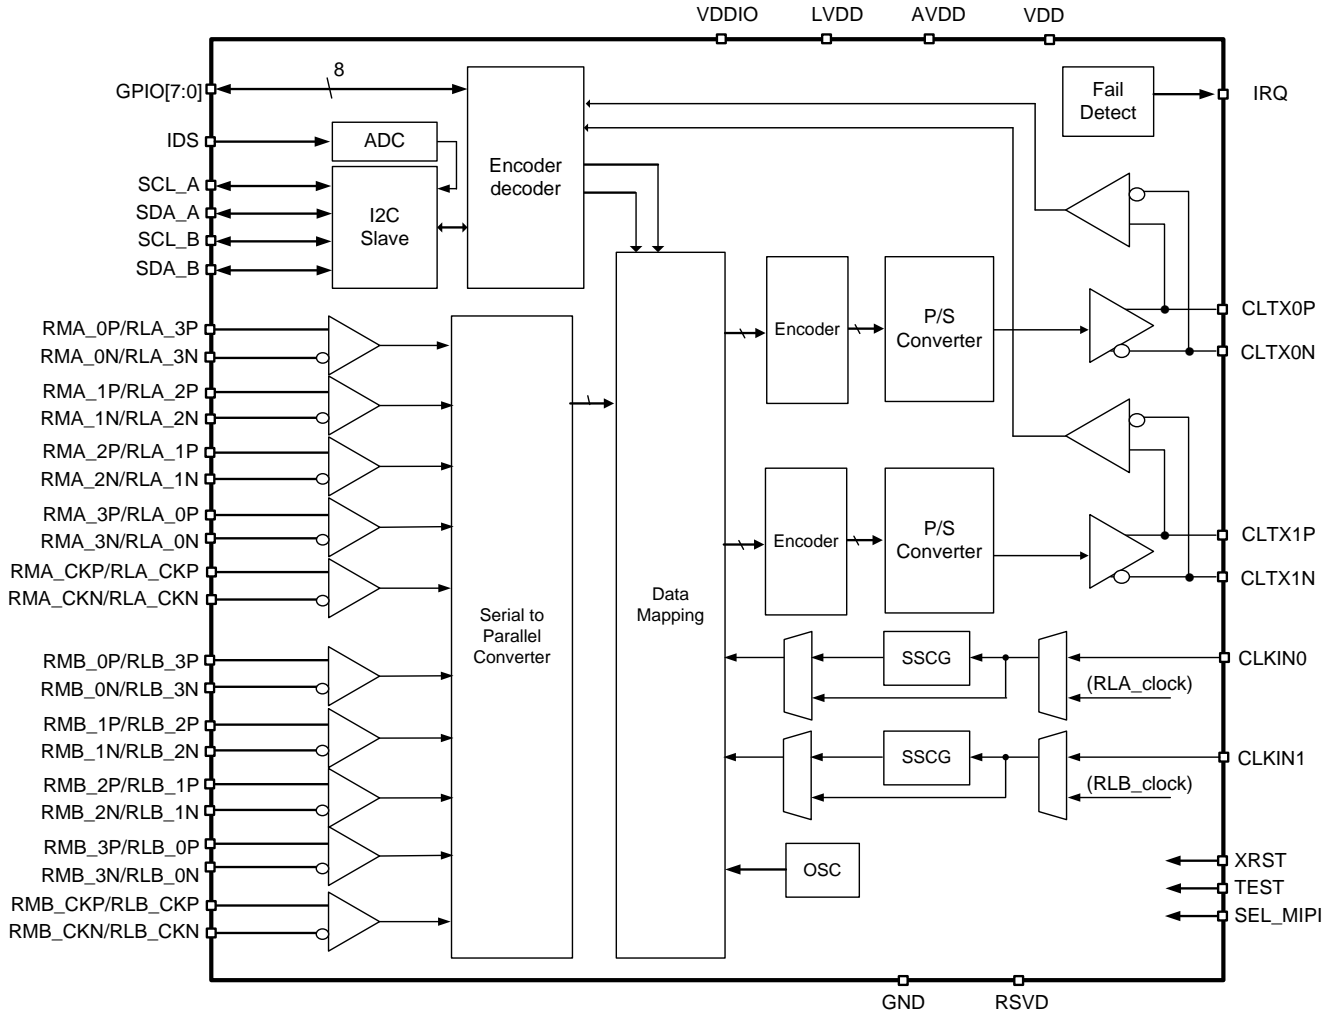 VDDIO LVDD AVDD VDD
GPIO[7:0]
8
IDS
ADC
SCL_A
SDA_A
SCL_B
SDA_B
I2C
Slave
Encoder
decoder
Fail
Detect
IRQ
RMA_0P/RLA_3P
RMA_0N/RLA_3N
RMA_1P/RLA_2P
RMA_1N/RLA_2N
RMA_2P/RLA_1P
RMA_2N/RLA_1N
RMA_3P/RLA_0P
RMA_3N/RLA_0N
RMA_CKP/RLA_CKP
RMA_CKN/RLA_CKN
RMB_0P/RLB_3P
RMB_0N/RLB_3N
RMB_1P/RLB_2P
RMB_1N/RLB_2N
RMB_2P/RLB_1P
RMB_2N/RLB_1N
RMB_3P/RLB_0P
RMB_3N/RLB_0N
RMB_CKP/RLB_CKP
RMB_CKN/RLB_CKN
Serial to
Parallel
Converter
Data
Mapping
Encoder
P/S
Converter
CLTX0P
CLTX0N
Encoder
P/S
Converter
CLTX1P
CLTX1N
SSCG
CLKIN0
(RLA_clock)
SSCG
CLKIN1
(RLB_clock)
OSC
XRST
TEST
SEL_MIPI
GND RSVD